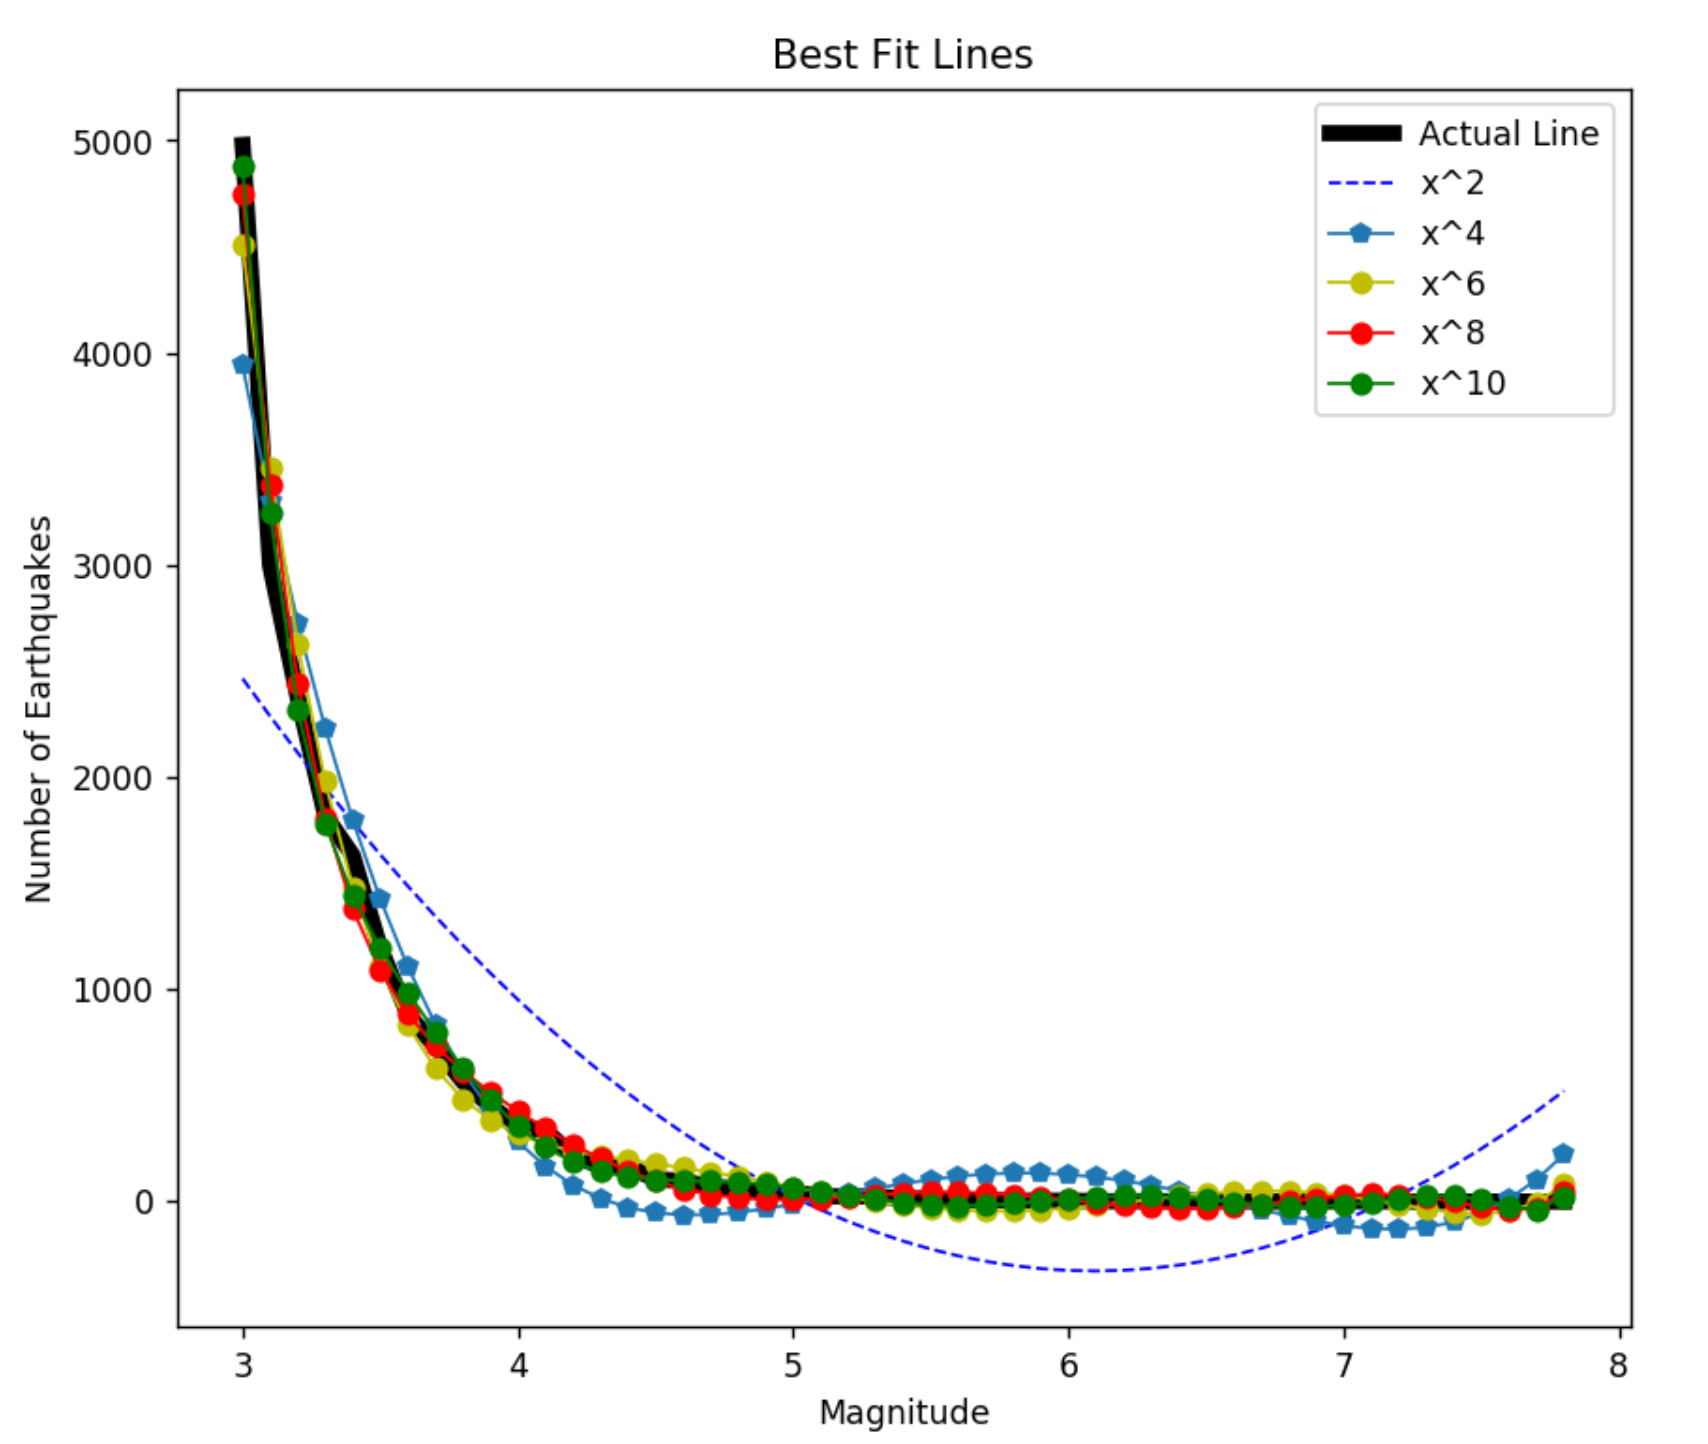 Best Fit Lines
Actual Line
x^2
x^4
x^6
x^8
x^10
Number of Earthquakes
5000
4000
3000
2000
1000
0
3 4 5 6 7 8
Magnitude